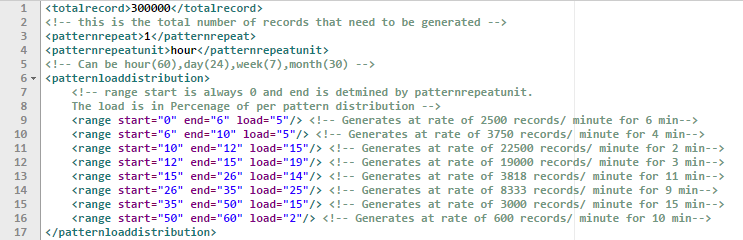 1 <totalrecord>300000</totalrecord>
2 <!-- this is the total number of records that need to be generated -->
3 <patternrepeat>1</patternrepeat>
4 <patternrepeatunit>hour</patternrepeatunit>
5 <!-- Can be hour(60),day(24),week(7),month(30) -->
6 <patternloaddistribution>
7 <!-- range start is always 0 and end is detmined by patternrepeatunit.
8 The load is in Percenage of per pattern distribution -->
9 <range start="0" end="6" load="5"/> <!-- Generates at rate of 2500 records/ minute for 6 min-->
10 <range start="6" end="10" load="5"/> <!-- Generates at rate of 3750 records/ minute for 4 min-->
11 <range start="10" end="12" load="15"/> <!-- Generates at rate of 22500 records/ minute for 2 min-->
12 <range start="12" end="15" load="19"/> <!-- Generates at rate of 19000 records/ minute for 3 min-->
13 <range start="15" end="26" load="14"/> <!-- Generates at rate of 3818 records/ minute for 11 min-->
14 <range start="26" end="35" load="25"/> <!-- Generates at rate of 8333 records/ minute for 9 min-->
15 <range start="35" end="50" load="15"/> <!-- Generates at rate of 3000 records/ minute for 15 min-->
16 <range start="50" end="60" load="2"/> <!-- Generates at rate of 600 records/ minute for 10 min-->
17 </patternloaddistribution>